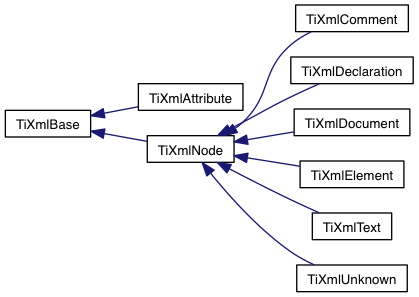 TiXmlComment
TiXmlDeclaration
TiXmlAttribute
TiXmlBase
TiXmlDocument
TiXmlNode
TiXmlElement
TiXmlText
TiXmlUnknown